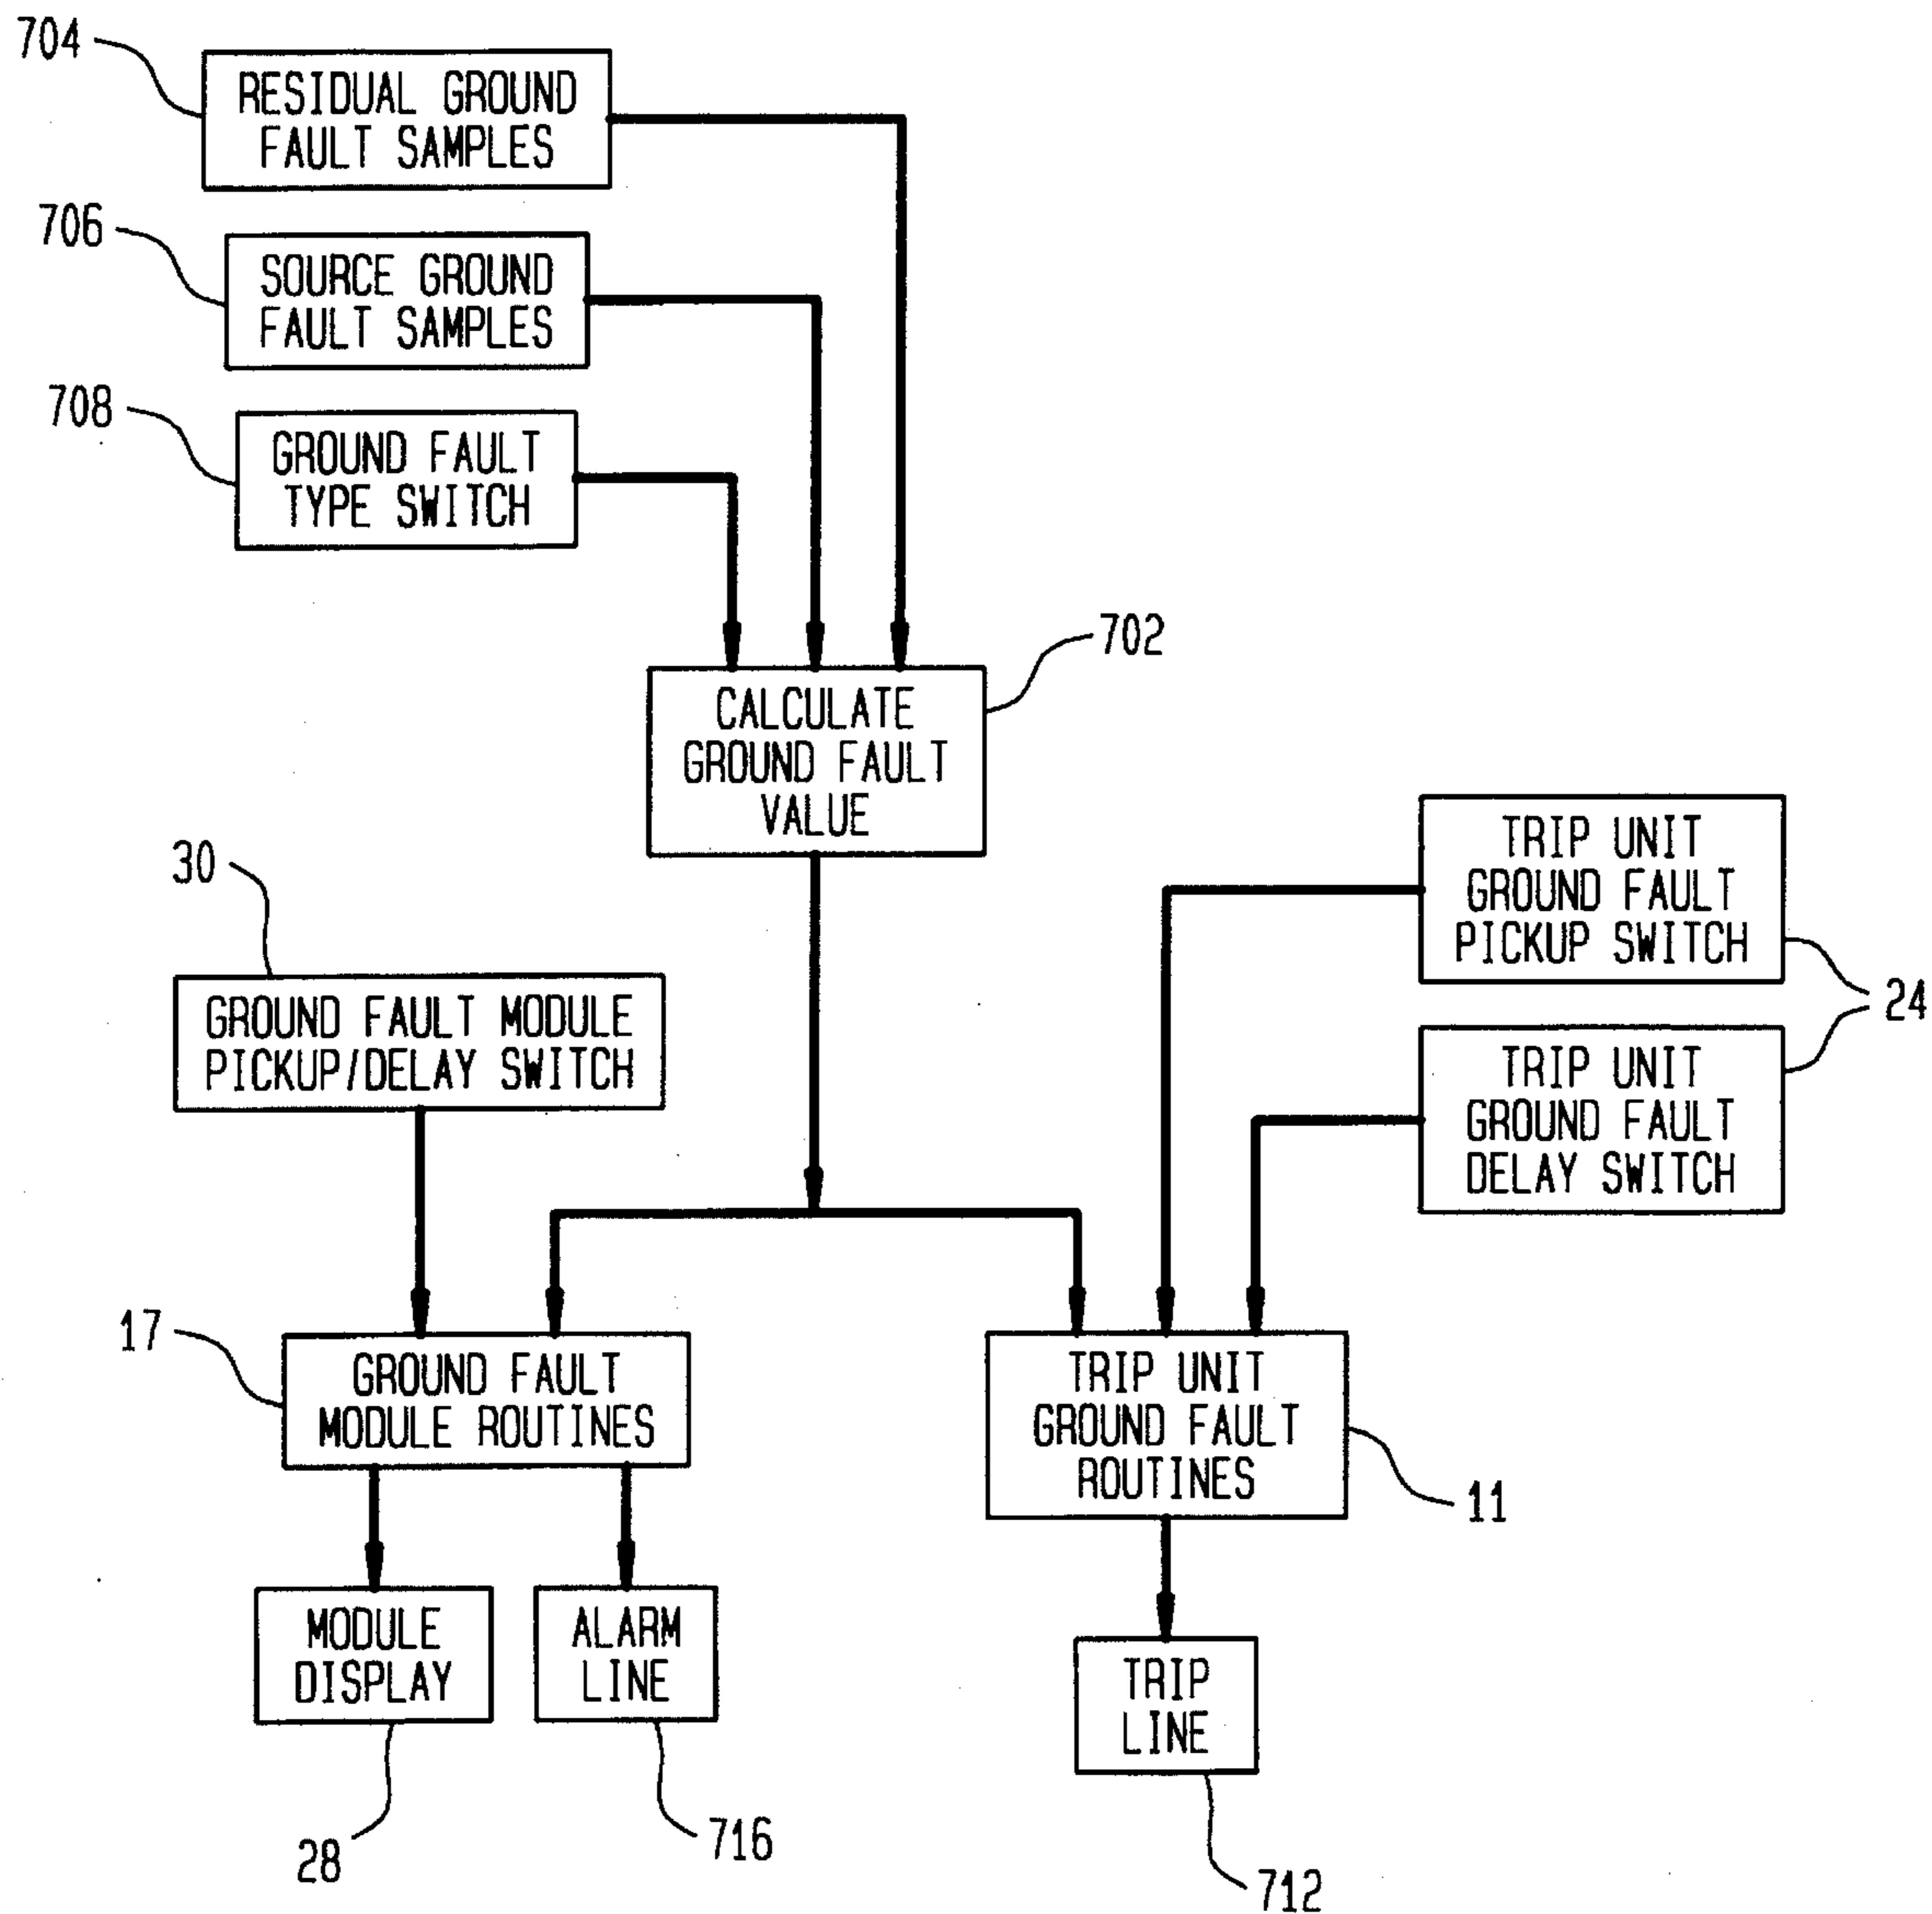 704
RESIDUAL GROUND
FAULT SAMPLES
706
SOURCE GROUND
FAULT SAMPLES
708
GROUND FAULT
TYPE SWITCH
702
CALCULATE
GROUND FAULT
VALUE
30
GROUND FAULT MODULE
PICKUP/DELAY SWITCH
TRIP UNIT
GROUND FAULT
PICKUP SWITCH
24
TRIP UNIT
GROUND FAULT
DELAY SWITCH
17
GROUND FAULT
MODULE ROUTINES
TRIP UNIT
GROUND FAULT
ROUTINES
11
MODULE
DISPLAY
28
ALARM
LINE
716
TRIP
LINE
712